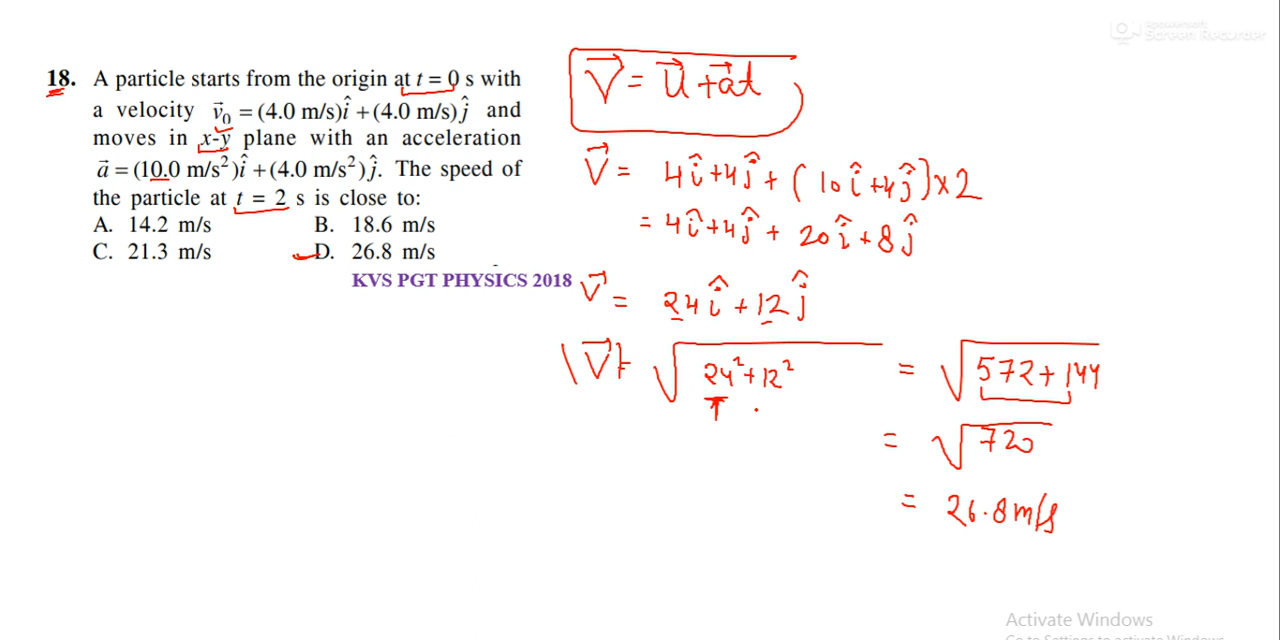 18. A particle starts from the origin at t = 0 s with
a velocity v⃗₀ = (4.0 m/s)î + (4.0 m/s)ĵ and
moves in x-y plane with an acceleration
a⃗ = (10.0 m/s²)î + (4.0 m/s²)ĵ. The speed of
the particle at t = 2 s is close to:
A. 14.2 m/s B. 18.6 m/s
C. 21.3 m/s D. 26.8 m/s
KVS PGT PHYSICS 2018
V⃗ = u⃗ + a⃗t
V⃗ = 4î + 4ĵ + (10î + 4ĵ) × 2
= 4î + 4ĵ + 20î + 8ĵ
V⃗ = 24î + 12ĵ
|V⃗| = √(24² + 12²) = √(572 + 144)
= √720
= 26.8 m/s
Screen Recorder
Activate Windows